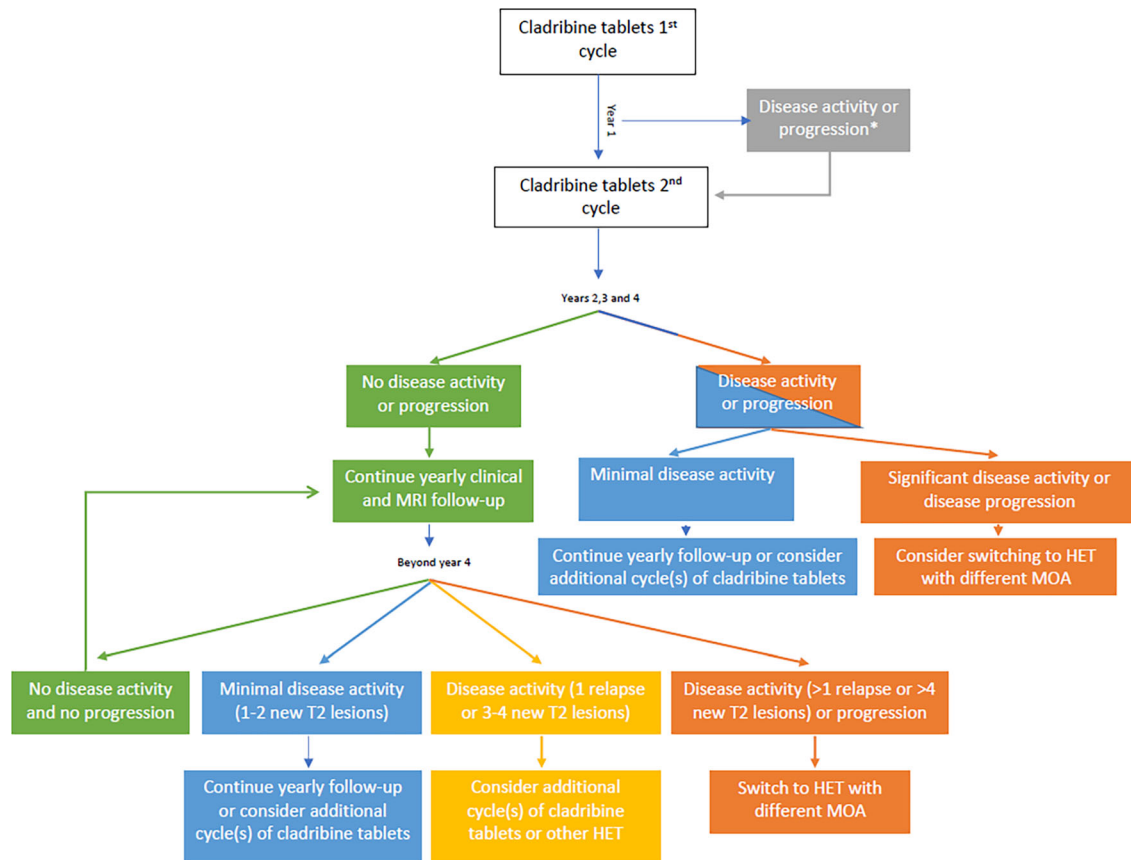 Cladribine tablets 1st
cycle
Year 1
Disease activity or
progression*
Cladribine tablets 2nd
cycle
Years 2,3 and 4
No disease activity
or progression
Disease activity
or progression
Continue yearly clinical
and MRI follow-up
Minimal disease activity
Significant disease activity or
disease progression
Continue yearly follow-up or consider
additional cycle(s) of cladribine tablets
Consider switching to HET
with different MOA
Beyond year 4
No disease activity
and no progression
Minimal disease activity
(1-2 new T2 lesions)
Disease activity (1 relapse
or 3-4 new T2 lesions)
Disease activity (>1 relapse or >4
new T2 lesions) or progression
Continue yearly follow-up
or consider additional
cycle(s) of cladribine tablets
Consider additional
cycle(s) of cladribine
tablets or other HET
Switch to HET with
different MOA